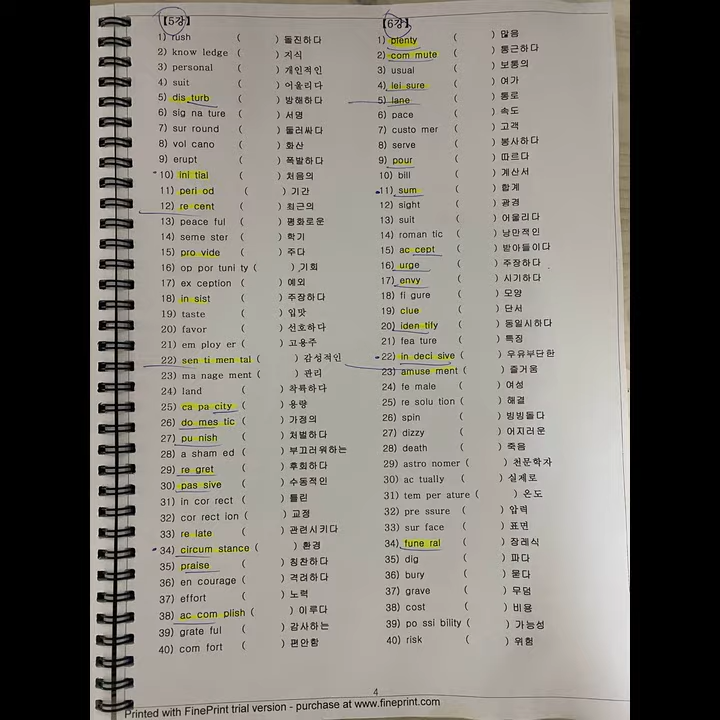 【5강】
1) rush ( ) 돌진하다
2) know ledge ( ) 지식
3) personal ( ) 개인적인
4) suit ( ) 어울리다
5) dis turb ( ) 방해하다
6) sig na ture ( ) 서명
7) sur round ( ) 둘러싸다
8) vol cano ( ) 화산
9) erupt ( ) 폭발하다
10) ini tial ( ) 처음의
11) peri od ( ) 기간
12) re cent ( ) 최근의
13) peace ful ( ) 평화로운
14) seme ster ( ) 학기
15) pro vide ( ) 주다
16) op por tuni ty ( ) 기회
17) ex ception ( ) 예외
18) in sist ( ) 주장하다
19) taste ( ) 입맛
20) favor ( ) 선호하다
21) em ploy er ( ) 고용주
22) sen ti men tal ( ) 감성적인
23) ma nage ment ( ) 관리
24) land ( ) 착륙하다
25) ca pa city ( ) 용량
26) do mes tic ( ) 가정의
27) pu nish ( ) 처벌하다
28) a sham ed ( ) 부끄러워하는
29) re gret ( ) 후회하다
30) pas sive ( ) 수동적인
31) in cor rect ( ) 틀린
32) cor rect ion ( ) 교정
33) re late ( ) 관련시키다
34) circum stance ( ) 환경
35) praise ( ) 칭찬하다
36) en courage ( ) 격려하다
37) effort ( ) 노력
38) ac com plish ( ) 이루다
39) grate ful ( ) 감사하는
40) com fort ( ) 편안함
【6강】
1) plenty ( ) 많음
2) com mute ( ) 통근하다
3) usual ( ) 보통의
4) lei sure ( ) 여가
5) lane ( ) 통로
6) pace ( ) 속도
7) custo mer ( ) 고객
8) serve ( ) 봉사하다
9) pour ( ) 따르다
10) bill ( ) 계산서
11) sum ( ) 합계
12) sight ( ) 광경
13) suit ( ) 어울리다
14) roman tic ( ) 낭만적인
15) ac cept ( ) 받아들이다
16) urge ( ) 주장하다
17) envy ( ) 시기하다
18) fi gure ( ) 모양
19) clue ( ) 단서
20) iden tify ( ) 동일시하다
21) fea ture ( ) 특징
22) in deci sive ( ) 우유부단한
23) amuse ment ( ) 즐거움
24) fe male ( ) 여성
25) re solu tion ( ) 해결
26) spin ( ) 빙빙돌다
27) dizzy ( ) 어지러운
28) death ( ) 죽음
29) astro nomer ( ) 천문학자
30) ac tually ( ) 실제로
31) tem per ature ( ) 온도
32) pre ssure ( ) 압력
33) sur face ( ) 표면
34) fune ral ( ) 장례식
35) dig ( ) 파다
36) bury ( ) 묻다
37) grave ( ) 무덤
38) cost ( ) 비용
39) po ssi bility ( ) 가능성
40) risk ( ) 위험
4
Printed with FinePrint trial version - purchase at www.fineprint.com